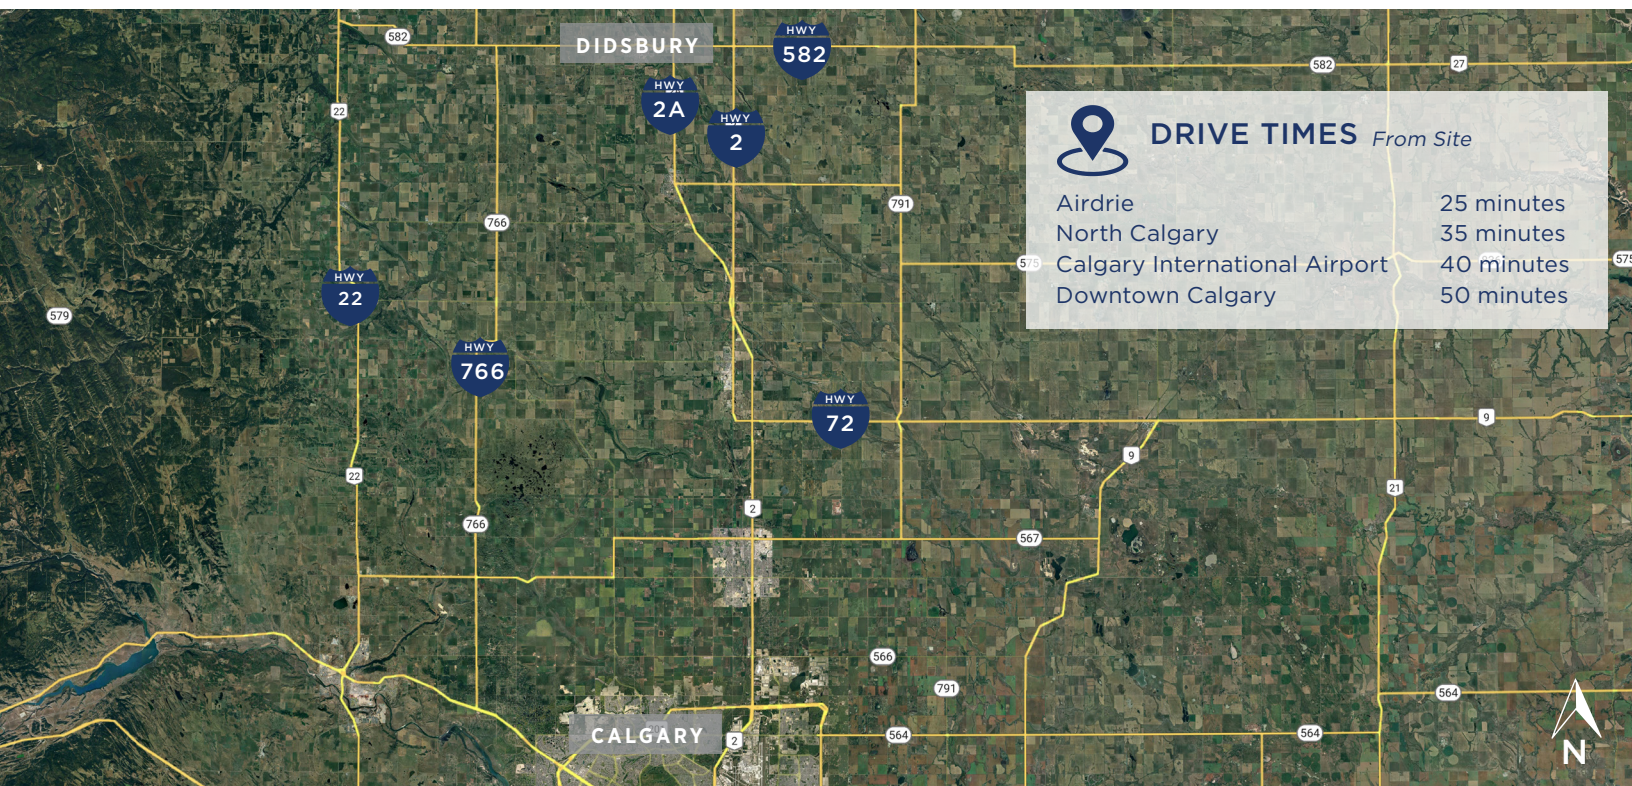 582
DIDSBURY
HWY
582
582
27
HWY
2A
22
HWY
2
DRIVE TIMES From Site
Airdrie 25 minutes
North Calgary 35 minutes
Calgary International Airport 40 minutes
Downtown Calgary 50 minutes
791
766
575
575
HWY
22
579
HWY
766
HWY
72
9
9
22
21
2
766
567
566
791
564
CALGARY
2
564
564
N